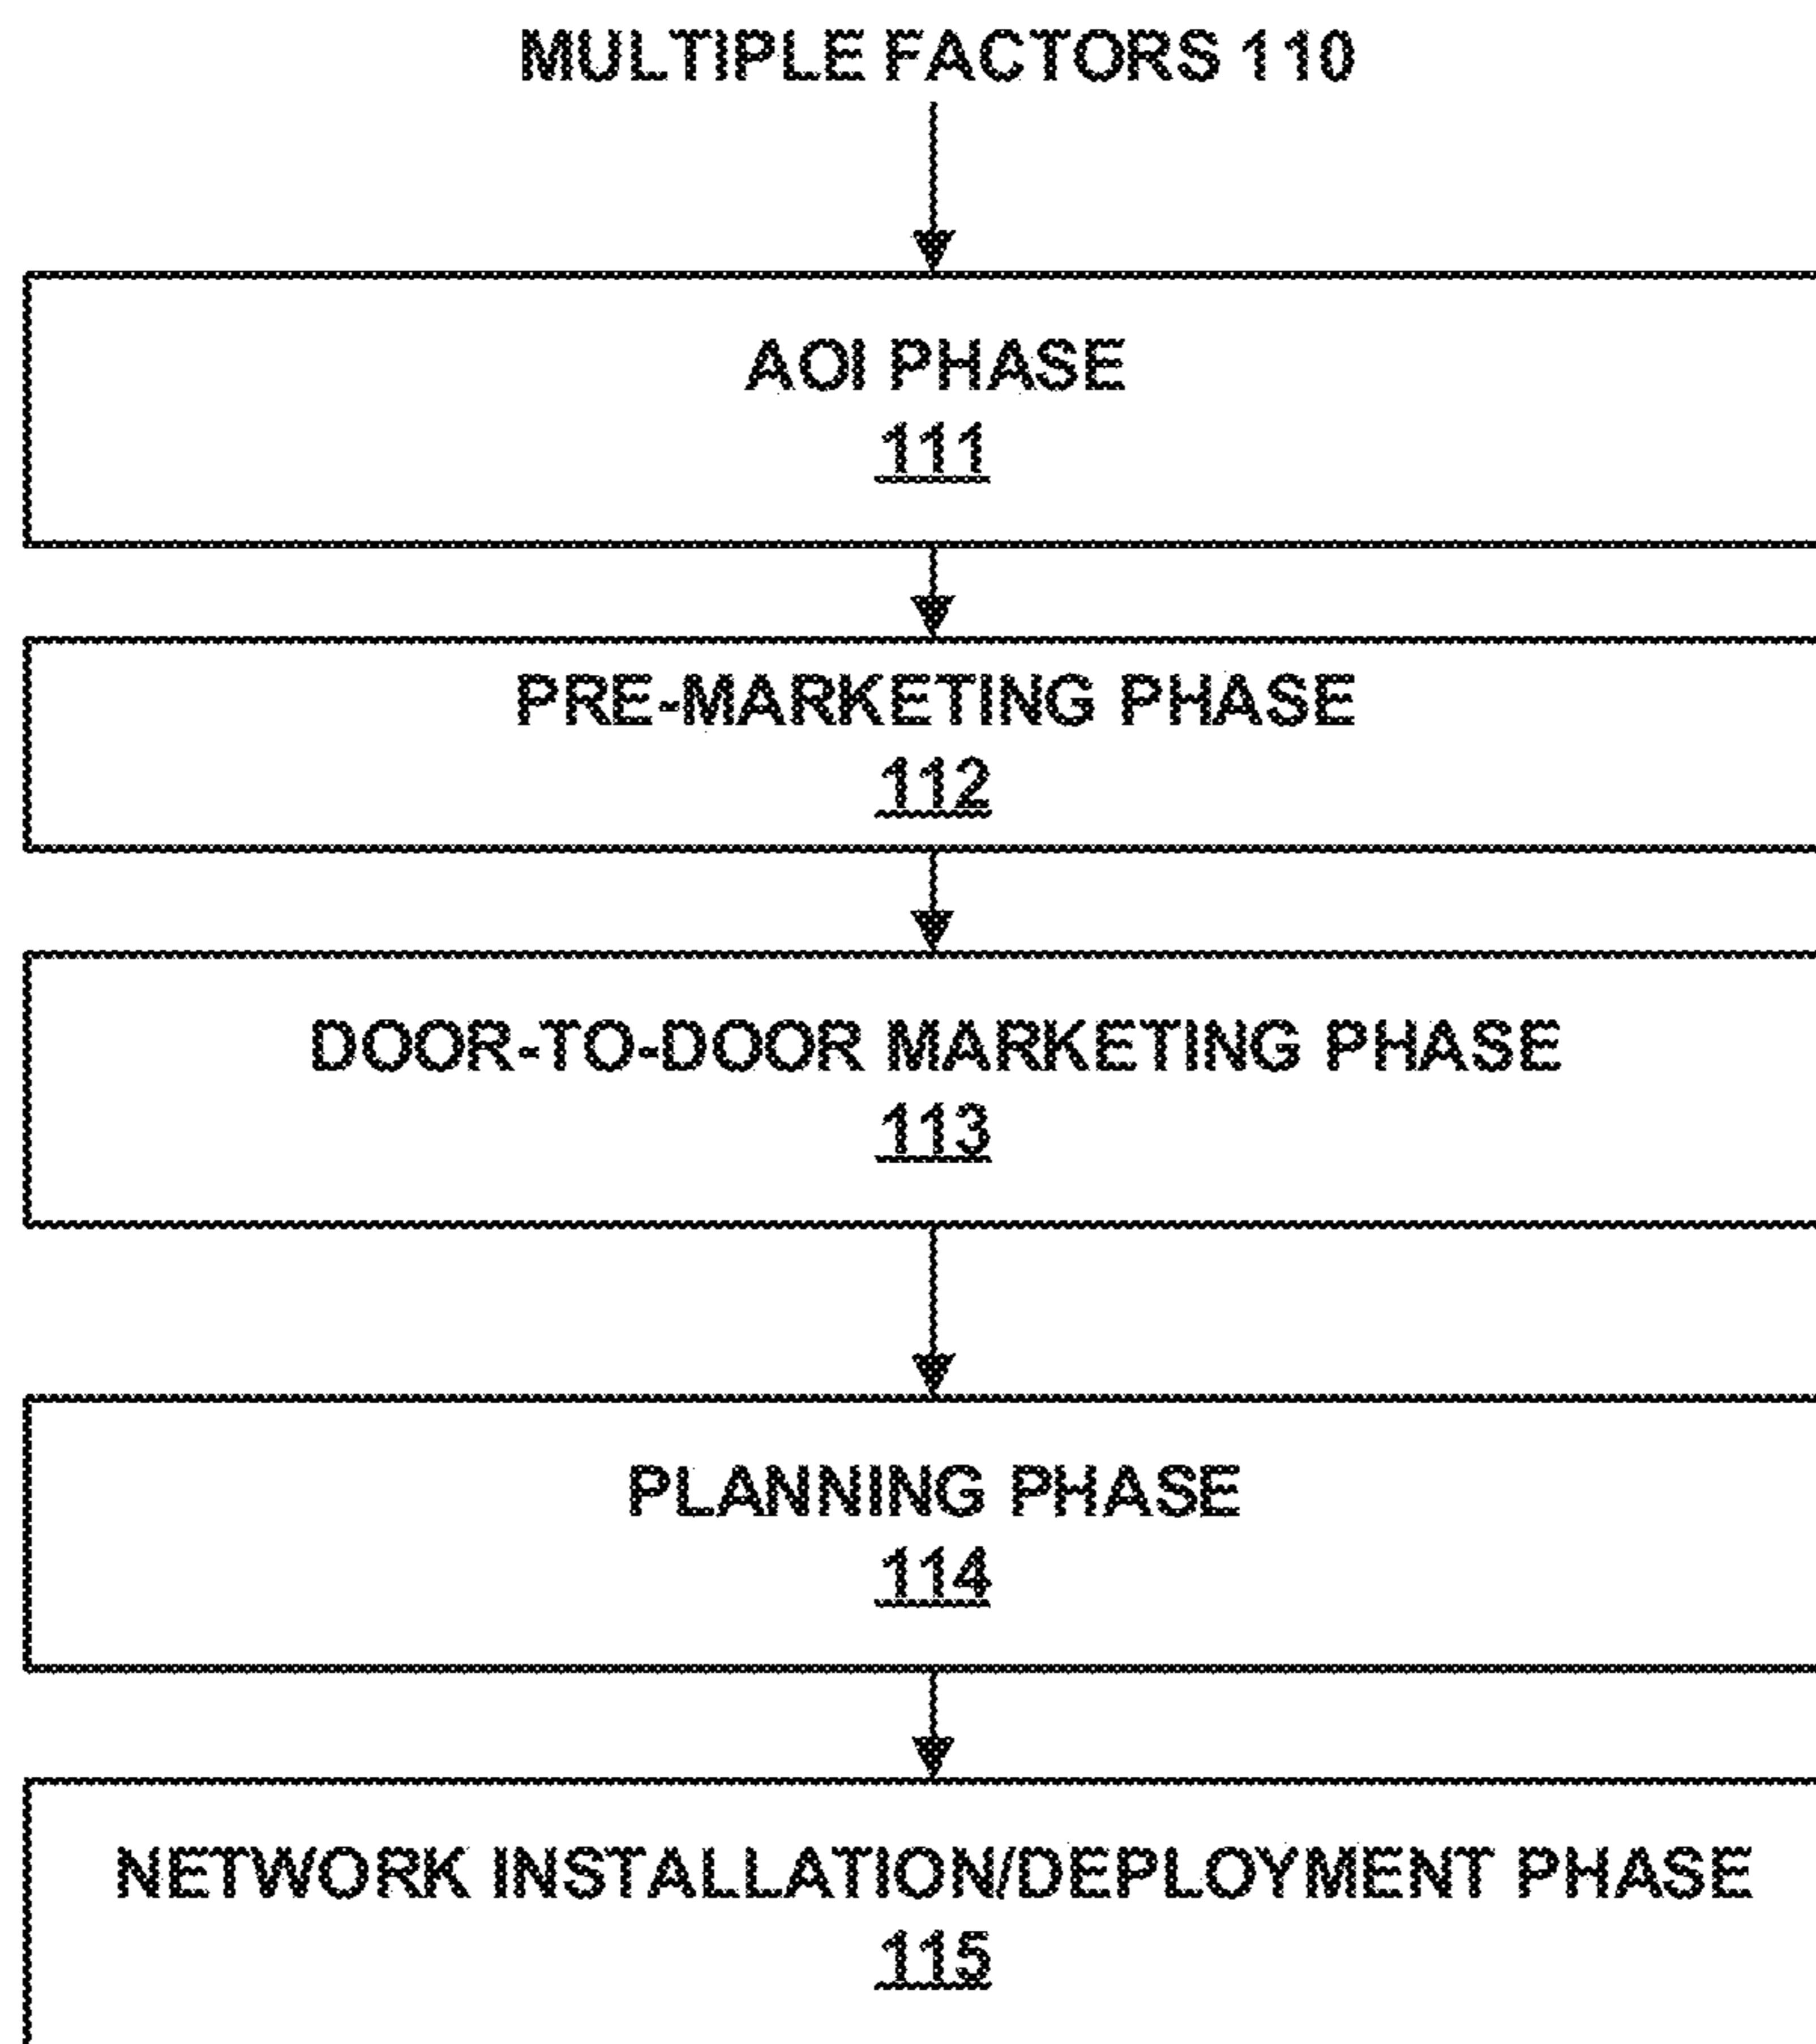 MULTIPLE FACTORS 110
AOI PHASE
111
PRE-MARKETING PHASE
112
DOOR-TO-DOOR MARKETING PHASE
113
PLANNING PHASE
114
NETWORK INSTALLATION/DEPLOYMENT PHASE
115